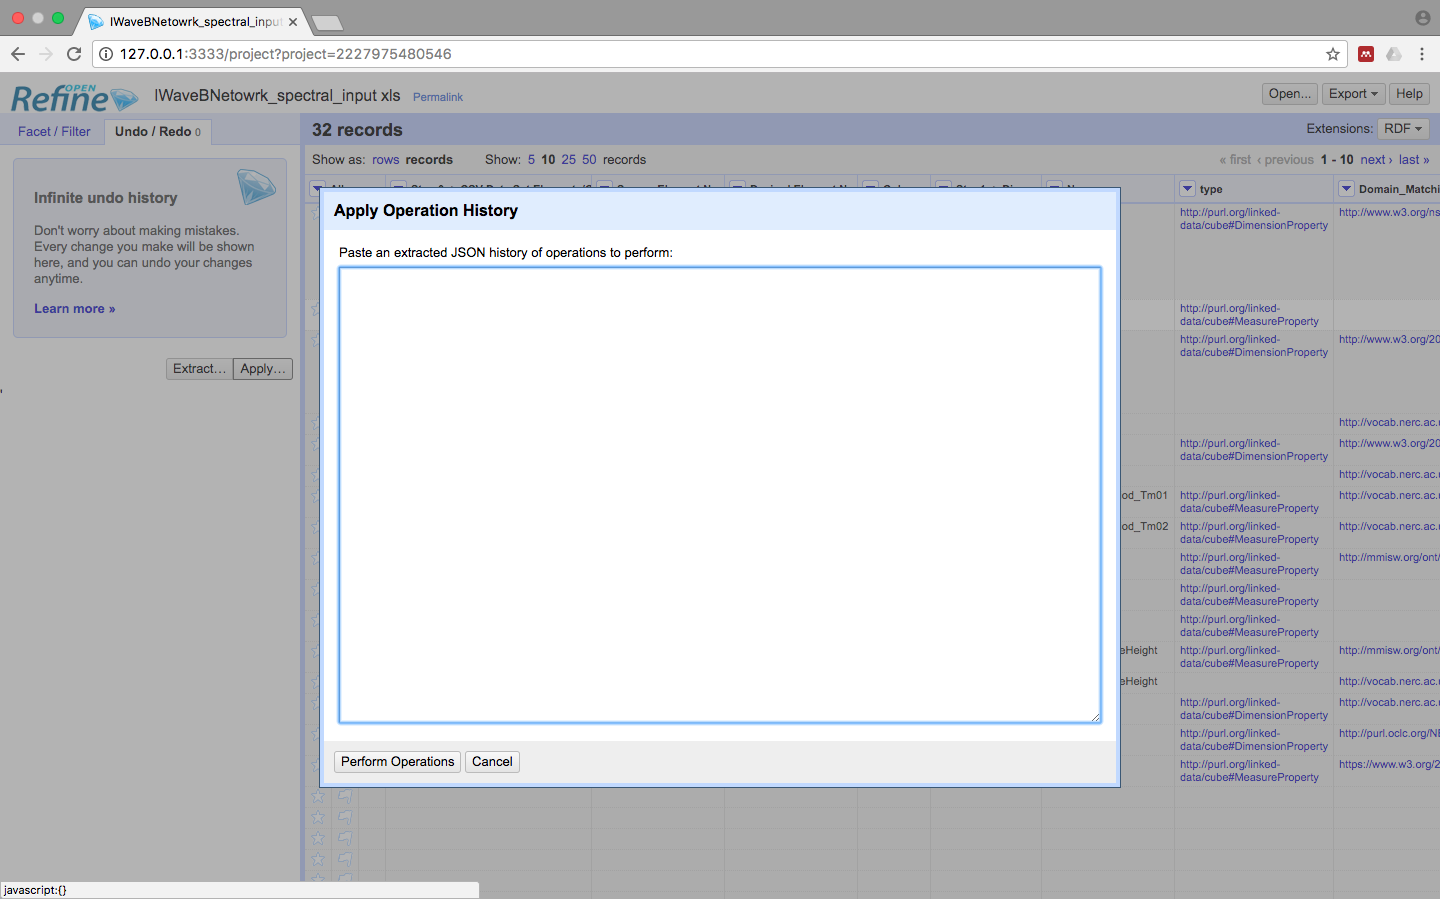 IWaveBNetowrk_spectral_input
127.0.0.1:3333/project?project=2227975480546
OPEN
Refine
IWaveBNetowrk_spectral_input xls Permalink
Open... Export Help
Facet / Filter Undo / Redo 0
32 records
Extensions: RDF
Show as: rows records Show: 5 10 25 50 records
« first ‹ previous 1 - 10 next › last »
type Domain_Matchi
Infinite undo history
Don't worry about making mistakes.
Every change you make will be shown
here, and you can undo your changes
anytime.
Learn more »
Extract... Apply...
Apply Operation History
Paste an extracted JSON history of operations to perform:
Perform Operations Cancel
http://purl.org/linked-
data/cube#DimensionProperty
http://www.w3.org/ns
http://purl.org/linked-
data/cube#MeasureProperty
http://purl.org/linked-
data/cube#DimensionProperty
http://www.w3.org/20
http://vocab.nerc.ac.u
http://purl.org/linked-
data/cube#DimensionProperty
http://www.w3.org/20
http://vocab.nerc.ac.u
od_Tm01
http://purl.org/linked-
data/cube#MeasureProperty
http://vocab.nerc.ac.u
od_Tm02
http://purl.org/linked-
data/cube#MeasureProperty
http://vocab.nerc.ac.u
http://purl.org/linked-
data/cube#MeasureProperty
http://mmisw.org/ont/
http://purl.org/linked-
data/cube#MeasureProperty
http://purl.org/linked-
data/cube#MeasureProperty
eHeight
http://purl.org/linked-
data/cube#MeasureProperty
http://mmisw.org/ont/
eHeight
http://vocab.nerc.ac.u
http://purl.org/linked-
data/cube#DimensionProperty
http://vocab.nerc.ac.u
http://purl.org/linked-
data/cube#DimensionProperty
http://purl.oclc.org/NE
http://purl.org/linked-
data/cube#MeasureProperty
https://www.w3.org/2
javascript:{}